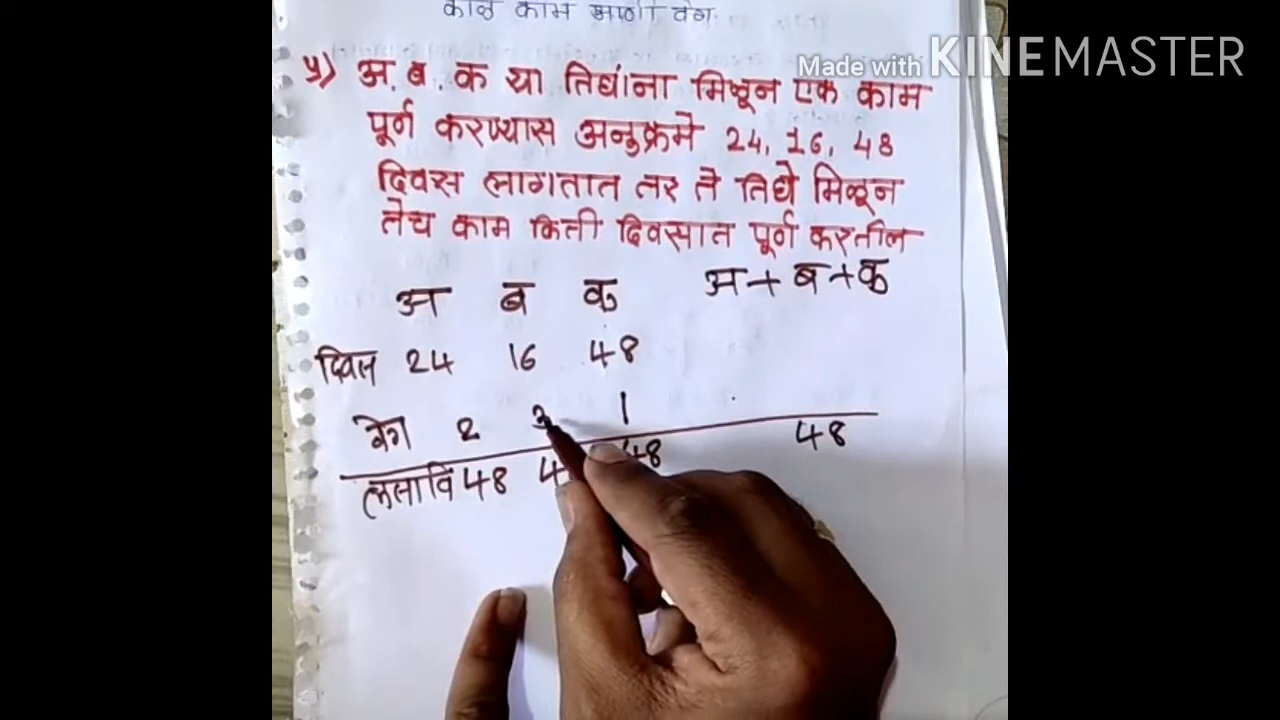 काळ काम आणी वेग
Made with KINEMASTER
५) अ. ब. क या तिघांना मिळून एक काम
पूर्ण करण्यास अनुक्रमे 24, 16, 48
दिवस लागतात तर ते तिघे मिळून
तेच काम किती दिवसात पूर्ण करतील
अ ब क अ+ब+क
दिवस 24 16 48
वेग 2 3 1
लसावि 48 4 48 48